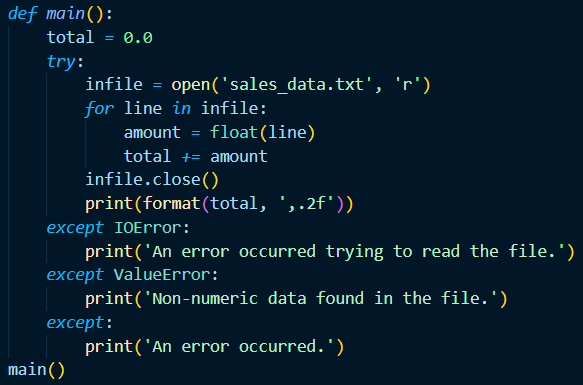 def main():
    total = 0.0
    try:
        infile = open('sales_data.txt', 'r')
        for line in infile:
            amount = float(line)
            total += amount
        infile.close()
        print(format(total, ',.2f'))
    except IOError:
        print('An error occurred trying to read the file.')
    except ValueError:
        print('Non-numeric data found in the file.')
    except:
        print('An error occurred.')
main()